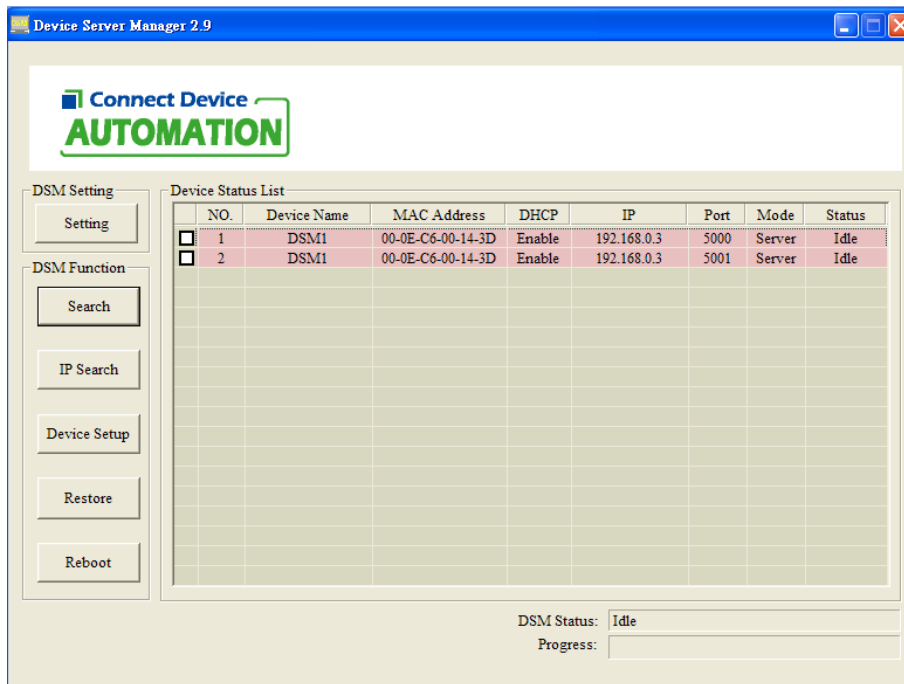 Device Server Manager 2.9
Connect Device
AUTOMATION
DSM Setting
Setting
DSM Function
Search
IP Search
Device Setup
Restore
Reboot
Device Status List
NO. Device Name MAC Address DHCP IP Port Mode Status
1 DSM1 00-0E-C6-00-14-3D Enable 192.168.0.3 5000 Server Idle
2 DSM1 00-0E-C6-00-14-3D Enable 192.168.0.3 5001 Server Idle
DSM Status: Idle
Progress: